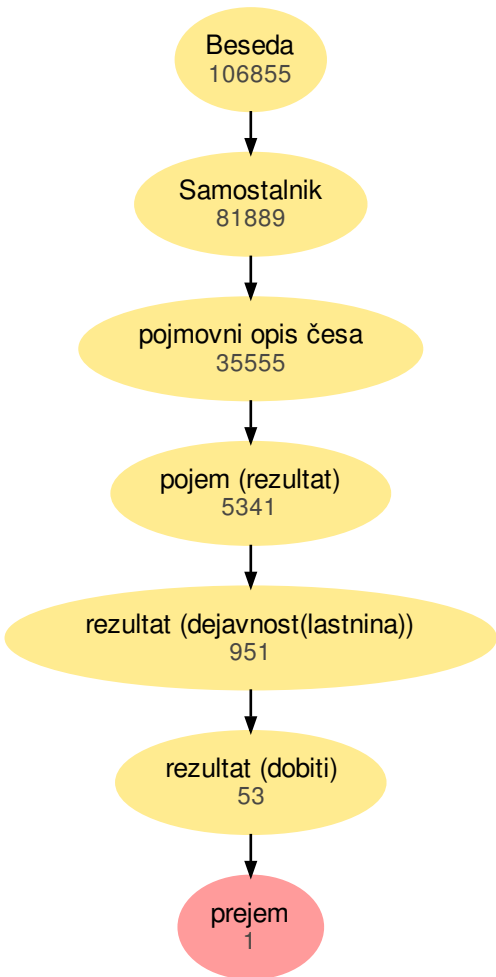 Beseda
106855
Samostalnik
81889
pojmovni opis česa
35555
pojem (rezultat)
5341
rezultat (dejavnost(lastnina))
951
rezultat (dobiti)
53
prejem
1